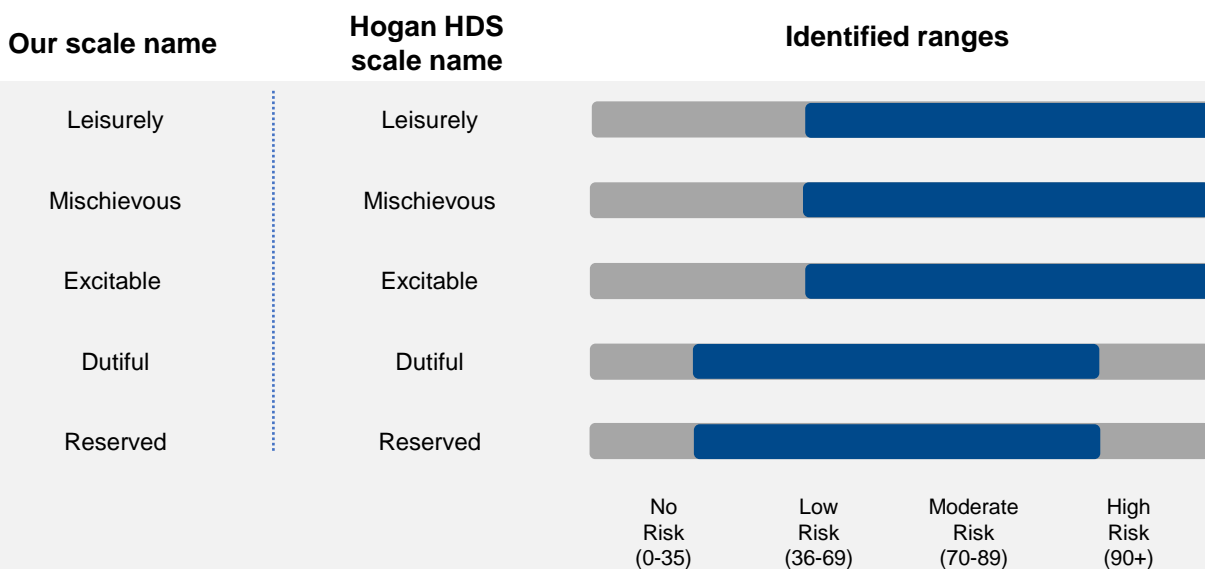 Our scale name
Hogan HDS
scale name
Identified ranges
Leisurely
Leisurely
Mischievous
Mischievous
Excitable
Excitable
Dutiful
Dutiful
Reserved
Reserved
No
Risk
(0-35)
Low
Risk
(36-69)
Moderate
Risk
(70-89)
High
Risk
(90+)